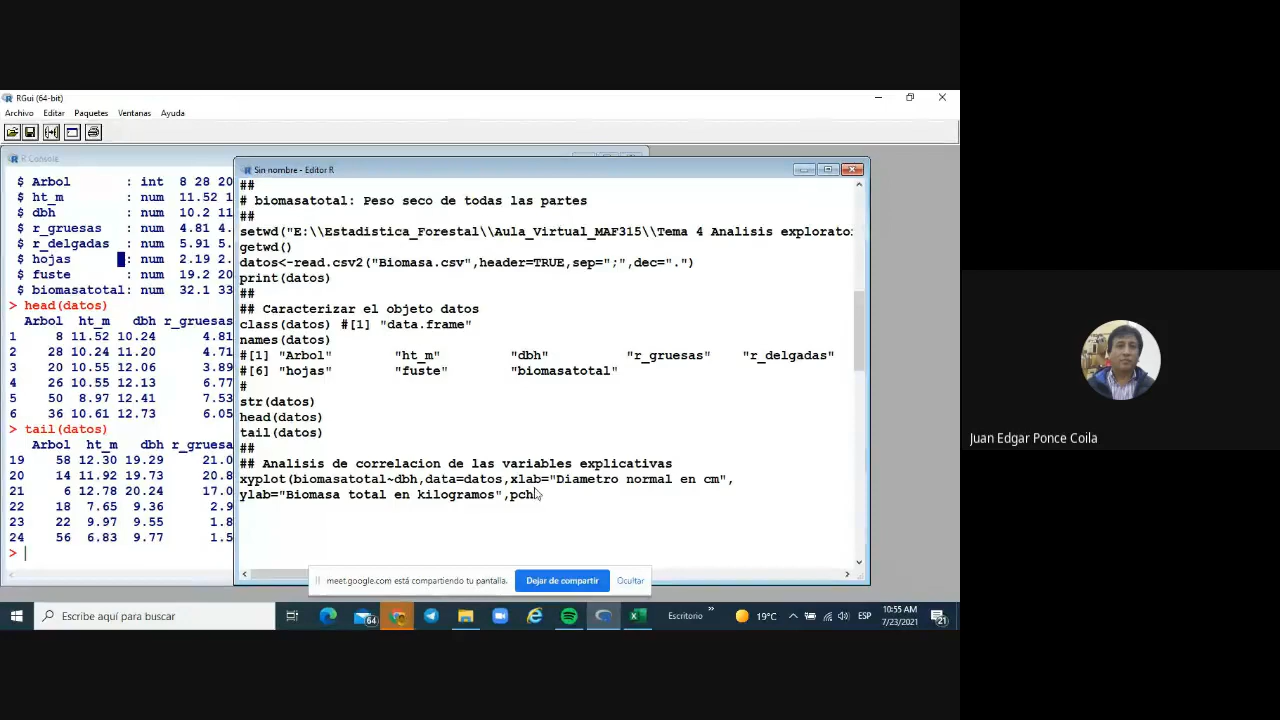 RGui (64-bit)
Archivo Editar Paquetes Ventanas Ayuda
R Console
$ Arbol : int 8 28 20
$ ht_m : num 11.52 1
$ dbh : num 10.2 11
$ r_gruesas : num 4.81 4.
$ r_delgadas : num 5.91 5.
$ hojas : num 2.19 2.
$ fuste : num 19.2 20
$ biomasatotal: num 32.1 33
> head(datos)
Arbol ht_m dbh r_gruesas
1 8 11.52 10.24 4.81
2 28 10.24 11.20 4.71
3 20 10.55 12.06 3.89
4 26 10.55 12.13 6.77
5 50 8.97 12.41 7.53
6 36 10.61 12.73 6.05
> tail(datos)
Arbol ht_m dbh r_gruesa
19 58 12.30 19.29 21.0
20 14 11.92 19.73 20.8
21 6 12.78 20.24 17.0
22 18 7.65 9.36 2.9
23 22 9.97 9.55 1.8
24 56 6.83 9.77 1.5
>
Sin nombre - Editor R
##
# biomasatotal: Peso seco de todas las partes
##
setwd("E:\\Estadistica_Forestal\\Aula_Virtual_MAF315\\Tema 4 Analisis explorator
getwd()
datos<-read.csv2("Biomasa.csv",header=TRUE,sep=";",dec=".")
print(datos)
##
## Caracterizar el objeto datos
class(datos) #[1] "data.frame"
names(datos)
#[1] "Arbol" "ht_m" "dbh" "r_gruesas" "r_delgadas"
#[6] "hojas" "fuste" "biomasatotal"
#
str(datos)
head(datos)
tail(datos)
##
## Analisis de correlacion de las variables explicativas
xyplot(biomasatotal~dbh,data=datos,xlab="Diametro normal en cm",
ylab="Biomasa total en kilogramos",pch
meet.google.com está compartiendo tu pantalla. Dejar de compartir Ocultar
Escribe aquí para buscar
64
Escritorio
19°C
ESP
10:55 AM
7/23/2021
21
Juan Edgar Ponce Coila